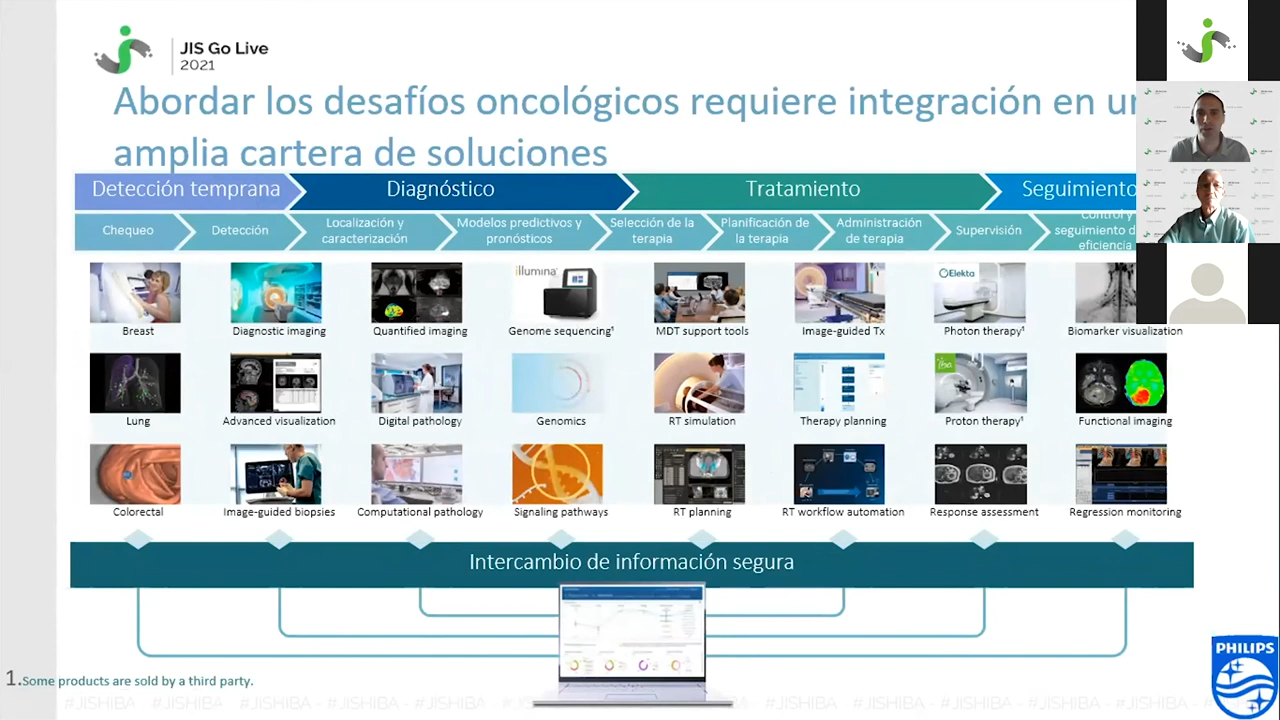 JIS Go Live
2021
Abordar los desafíos oncológicos requiere integración en
amplia cartera de soluciones
Detección temprana
Diagnóstico
Tratamiento
Seguimiento
Chequeo
Detección
Localización y
caracterización
Modelos predictivos y
pronósticos
Selección de la
terapia
Planificación de
la terapia
Administración
de terapia
Supervisión
Control y
seguimiento
eficiencia
illumina
Elekta
Breast
Diagnostic imaging
Quantified imaging
Genome sequencing¹
MDT support tools
Image-guided Tx
Photon therapy¹
Biomarker visualization
iba
Lung
Advanced visualization
Digital pathology
Genomics
RT simulation
Therapy planning
Proton therapy¹
Functional imaging
Colorectal
Image-guided biopsies
Computational pathology
Signaling pathways
RT planning
RT workflow automation
Response assessment
Regression monitoring
Intercambio de información segura
PHILIPS
1.Some products are sold by a third party.
#JISHIBA - #JISHIBA - #JISHIBA - #JISHIBA - #JISHIBA - #JISHIBA